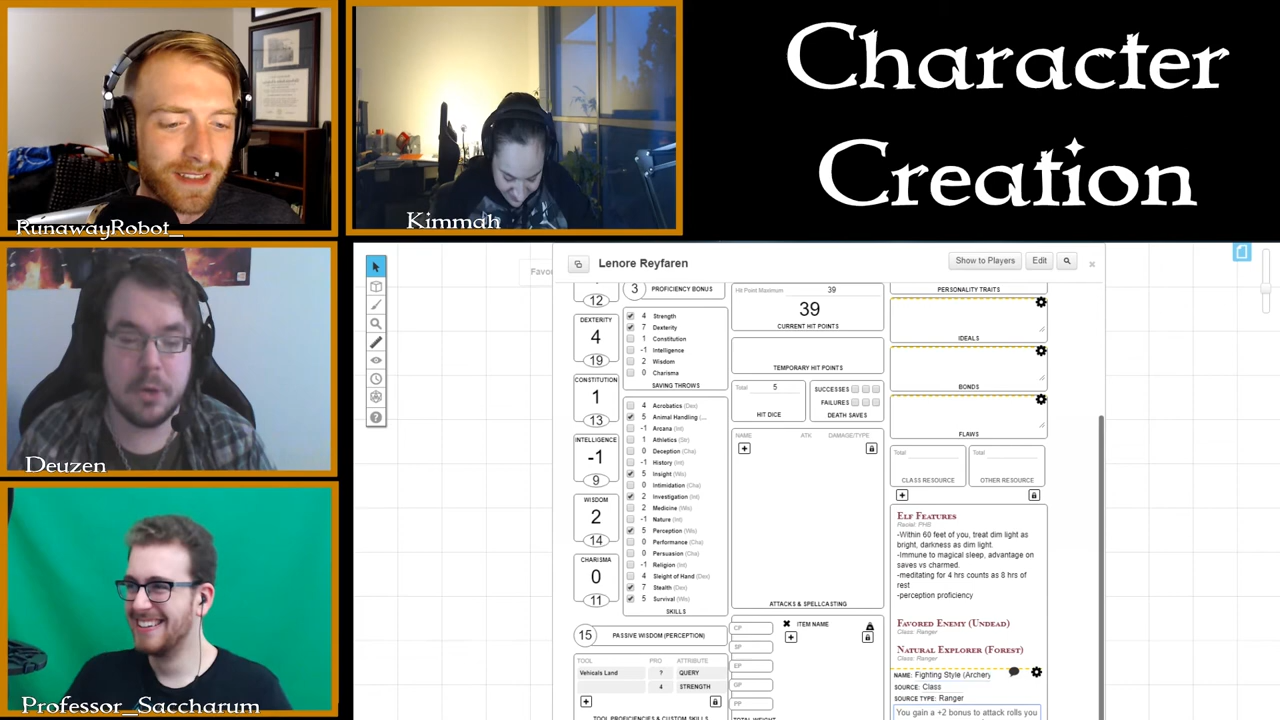 Character
Creation
RunawayRobot_
Kimmah
Deuzen
Professor_Saccharum
Favor
Lenore Reyfaren
Show to Players
Edit
12
3
PROFICIENCY BONUS
DEXTERITY
4
19
CONSTITUTION
1
13
INTELLIGENCE
-1
9
WISDOM
2
14
CHARISMA
0
11
4 Strength
7 Dexterity
1 Constitution
-1 Intelligence
2 Wisdom
0 Charisma
SAVING THROWS
4 Acrobatics (Dex)
5 Animal Handling (...
-1 Arcana (Int)
1 Athletics (Str)
0 Deception (Cha)
-1 History (Int)
5 Insight (Wis)
0 Intimidation (Cha)
2 Investigation (Int)
2 Medicine (Wis)
-1 Nature (Int)
5 Perception (Wis)
0 Performance (Cha)
0 Persuasion (Cha)
-1 Religion (Int)
4 Sleight of Hand (Dex)
7 Stealth (Dex)
5 Survival (Wis)
SKILLS
15
PASSIVE WISDOM (PERCEPTION)
TOOL PRO ATTRIBUTE
Vehicals Land ? QUERY
4 STRENGTH
TOOL PROFICIENCIES & CUSTOM SKILLS
Hit Point Maximum 39
39
CURRENT HIT POINTS
TEMPORARY HIT POINTS
Total 5
HIT DICE
SUCCESSES
FAILURES
DEATH SAVES
NAME ATK DAMAGE/TYPE
ATTACKS & SPELLCASTING
CP
SP
EP
GP
PP
ITEM NAME
TOTAL WEIGHT
PERSONALITY TRAITS
IDEALS
BONDS
FLAWS
Total
CLASS RESOURCE
Total
OTHER RESOURCE
ELF FEATURES
Racial: PHB
-Within 60 feet of you, treat dim light as
bright, darkness as dim light.
-Immune to magical sleep, advantage on
saves vs charmed.
-meditating for 4 hrs counts as 8 hrs of
rest
-perception proficiency
FAVORED ENEMY (UNDEAD)
Class: Ranger
NATURAL EXPLORER (FOREST)
Class: Ranger
NAME: Fighting Style (Archery
SOURCE: Class
SOURCE TYPE: Ranger
You gain a +2 bonus to attack rolls you